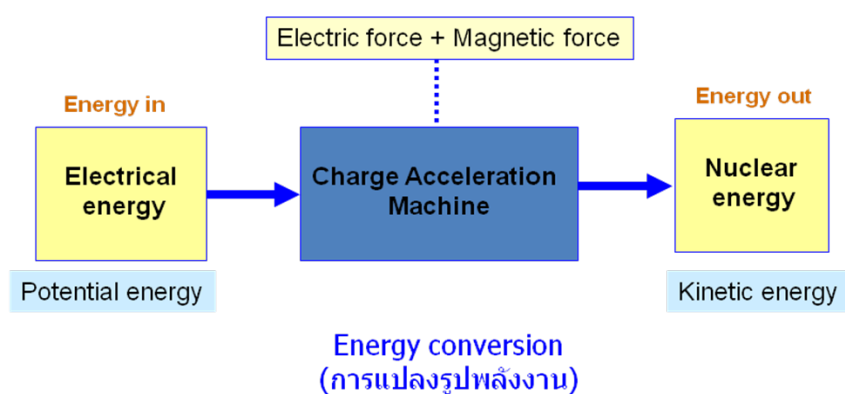 Electric force + Magnetic force
Energy in
Energy out
Electrical
energy
Charge Acceleration
Machine
Nuclear
energy
Potential energy
Kinetic energy
Energy conversion
(การแปลงรูปพลังงาน)